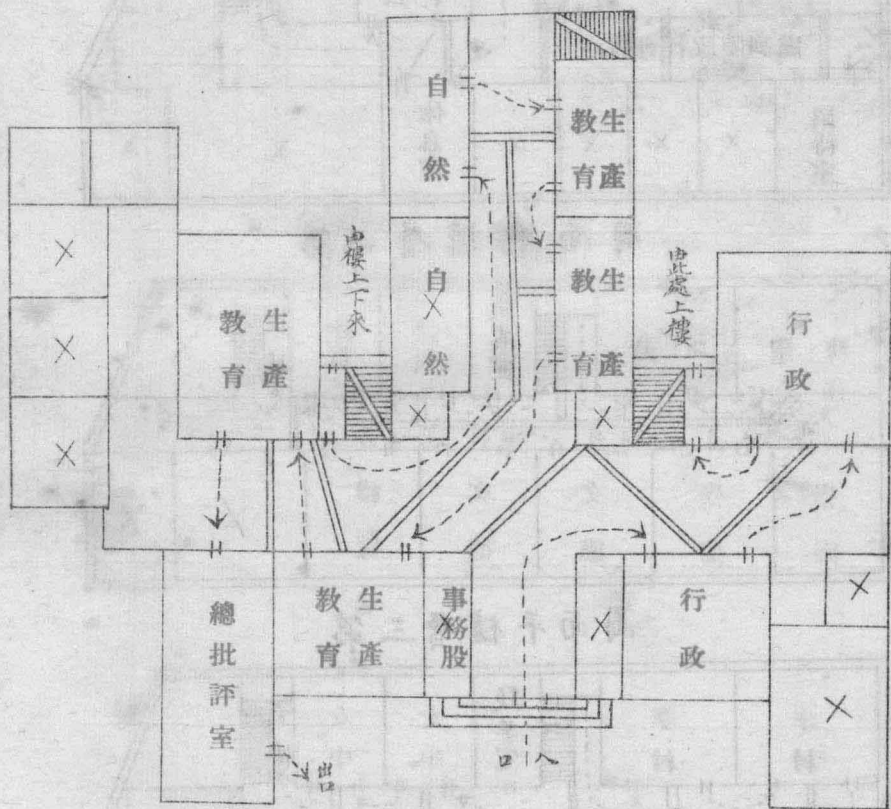 自然
生產教育
自然
生產教育
由樓上下來
由此處上樓
生產教育
行政
總批評室
生產教育
事務股
行政
出口
入口